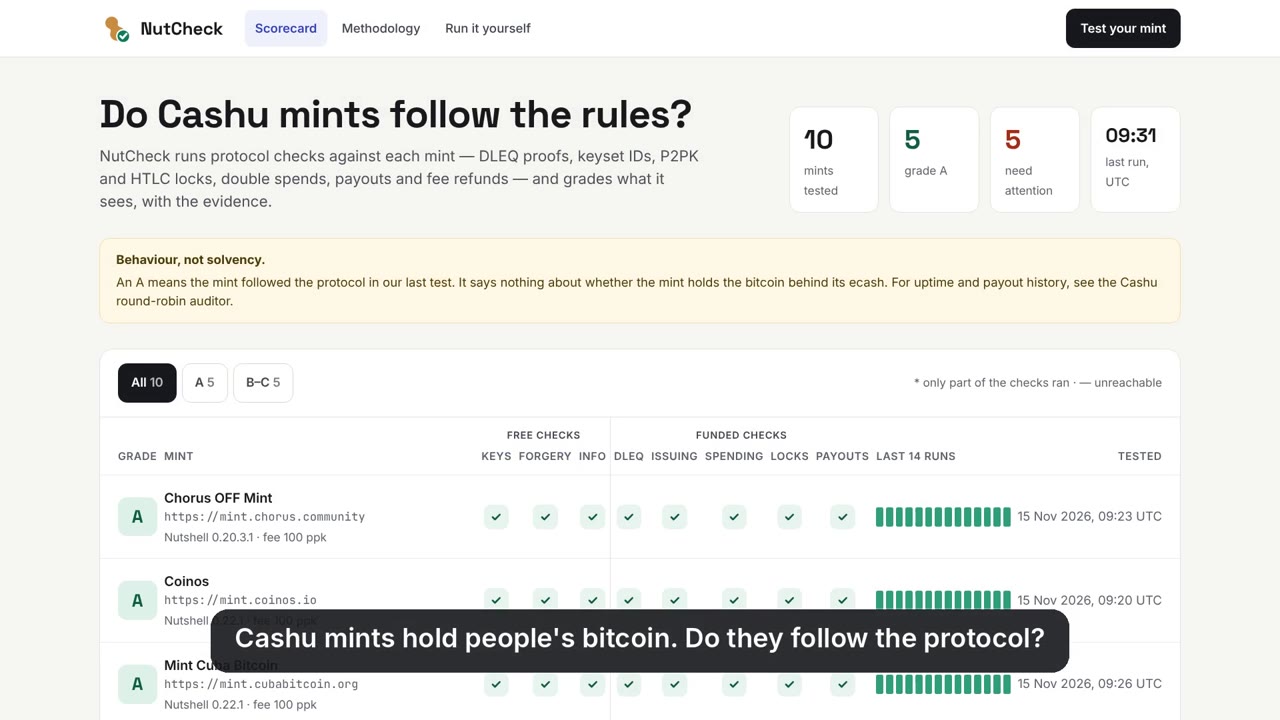 NutCheck
Scorecard
Methodology
Run it yourself
Test your mint
Do Cashu mints follow the rules?
NutCheck runs protocol checks against each mint — DLEQ proofs, keyset IDs, P2PK
and HTLC locks, double spends, payouts and fee refunds — and grades what it
sees, with the evidence.
10
mints
tested
5
grade A
5
need
attention
09:31
last run,
UTC
Behaviour, not solvency.
An A means the mint followed the protocol in our last test. It says nothing about whether the mint holds the bitcoin behind its ecash. For uptime and payout history, see the Cashu
round-robin auditor.
All 10
A 5
B–C 5
* only part of the checks ran · — unreachable
FREE CHECKS
FUNDED CHECKS
GRADE MINT KEYS FORGERY INFO DLEQ ISSUING SPENDING LOCKS PAYOUTS LAST 14 RUNS TESTED
Chorus OFF Mint
A https://mint.chorus.community 15 Nov 2026, 09:23 UTC
Nutshell 0.20.3.1 · fee 100 ppk
Coinos
A https://mint.coinos.io 15 Nov 2026, 09:20 UTC
Nutshell 0.22.1 · fee 100 ppk
Cashu mints hold people's bitcoin. Do they follow the protocol?
Mint Cuba Bitcoin
A https://mint.cubabitcoin.org 15 Nov 2026, 09:26 UTC
Nutshell 0.22.1 · fee 100 ppk